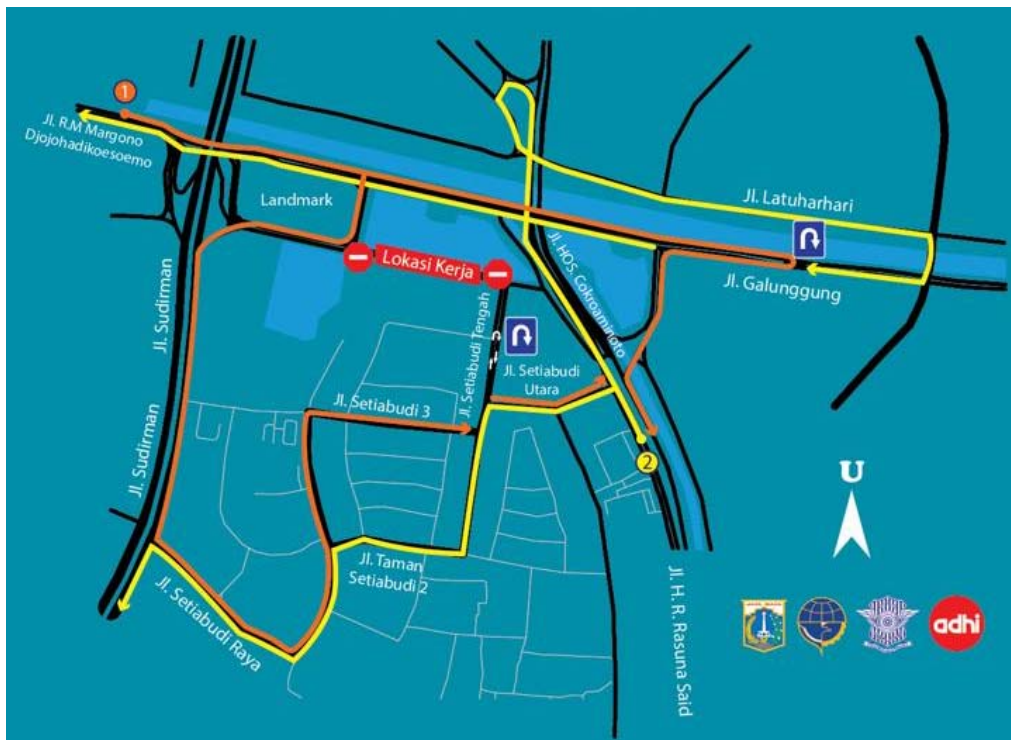 1
Jl. R.M Margono
Djojohadikoesoemo
Landmark
Jl. Latuharhari
Jl. Galunggung
Lokasi Kerja
Jl. HOS. Cokroaminoto
Jl. Sudirman
Jl. Setiabudi Tengah
Jl. Setiabudi
Utara
Jl. Setiabudi 3
Jl. Sudirman
2
U
Jl. Taman
Setiabudi 2
Jl. Setiabudi Raya
Jl. H. R. Rasuna Said
adhi